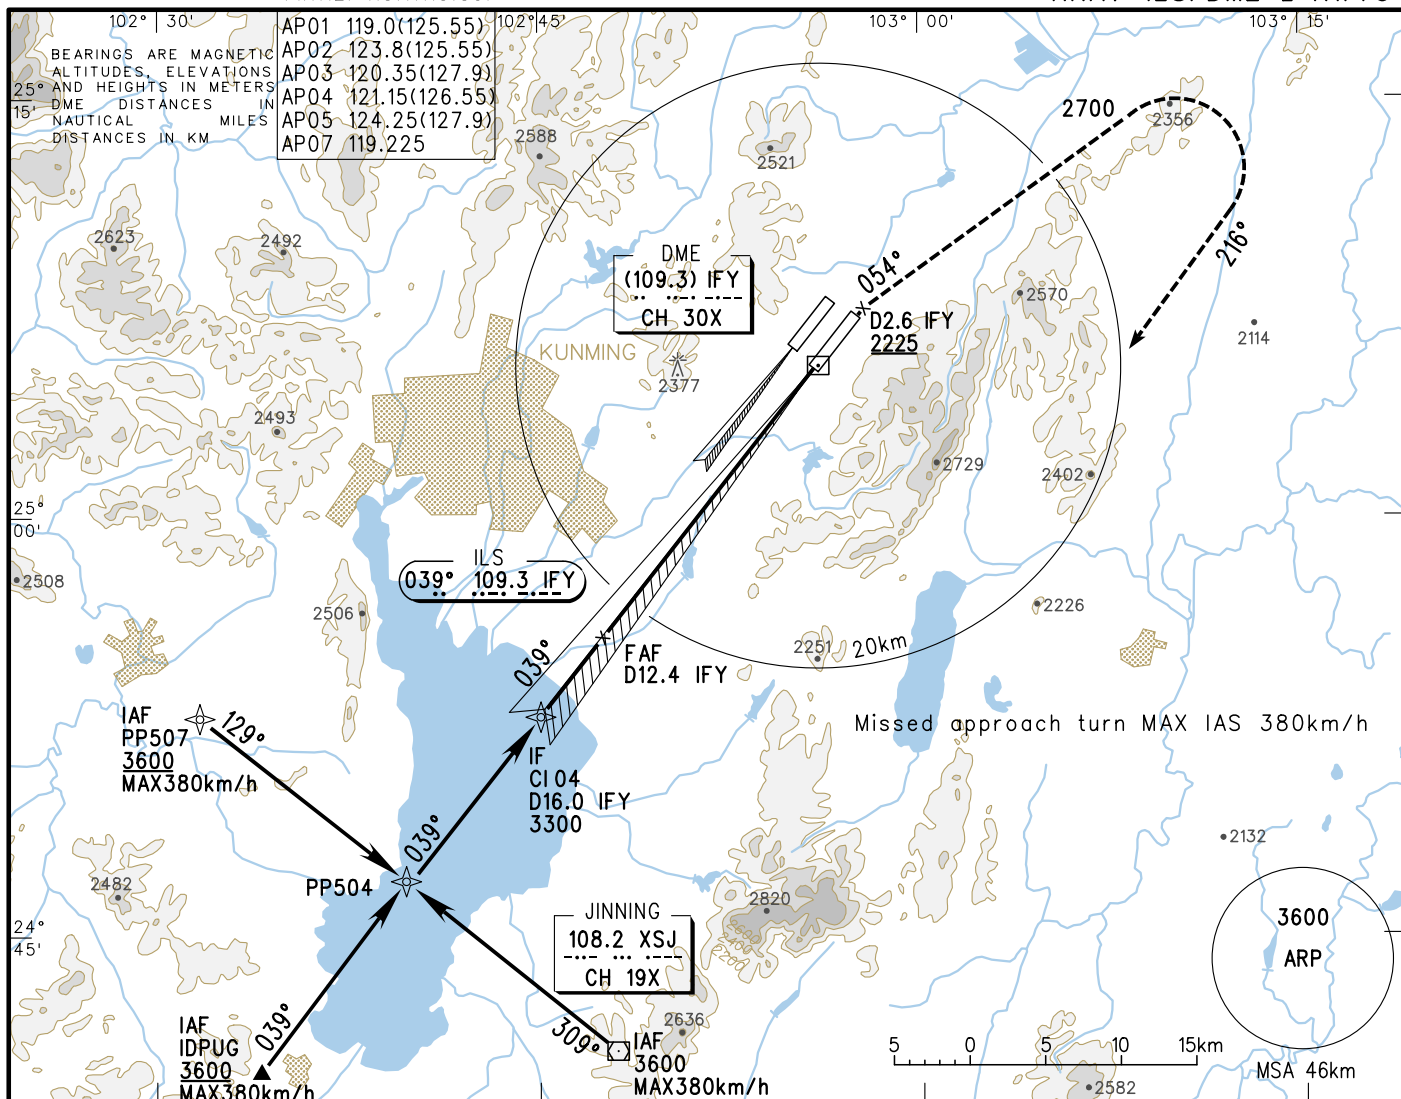 102° 30'
102° 45'
103° 00'
103° 15'
BEARINGS ARE MAGNETIC
ALTITUDES, ELEVATIONS
AND HEIGHTS IN METERS
DME DISTANCES IN
NAUTICAL MILES
DISTANCES IN KM
AP01 119.0(125.55)
AP02 123.8(125.55)
AP03 120.35(127.9)
AP04 121.15(126.55)
AP05 124.25(127.9)
AP07 119.225
25°
15'
2588
2521
2700
2356
2623
2492
DME
(109.3) IFY
CH 30X
054°
216°
2570
D2.6 IFY
2225
2114
KUNMING
2377
2493
2729
2402
25°
00'
ILS
039° 109.3 IFY
2508
2506
2226
2251
20km
039°
FAF
D12.4 IFY
IAF
PP507
3600
MAX380km/h
129°
Missed approach turn MAX IAS 380km/h
IF
CI04
D16.0 IFY
3300
039°
2132
PP504
2482
2820
2600
2400
2200
24°
45'
JINNING
108.2 XSJ
CH 19X
3600
ARP
MSA 46km
IAF
IDPUG
3600
MAX380km/h
039°
309°
2636
IAF
3600
MAX380km/h
5 0 5 10 15km
2582